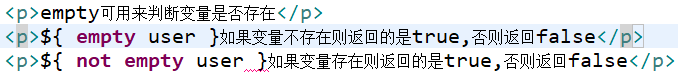 <p>empty可用来判断变量是否存在</p>
<p>${ empty user }如果变量不存在则返回的是true,否则返回false</p>
<p>${ not empty user }如果变量存在则返回的是true,否则返回false</p>